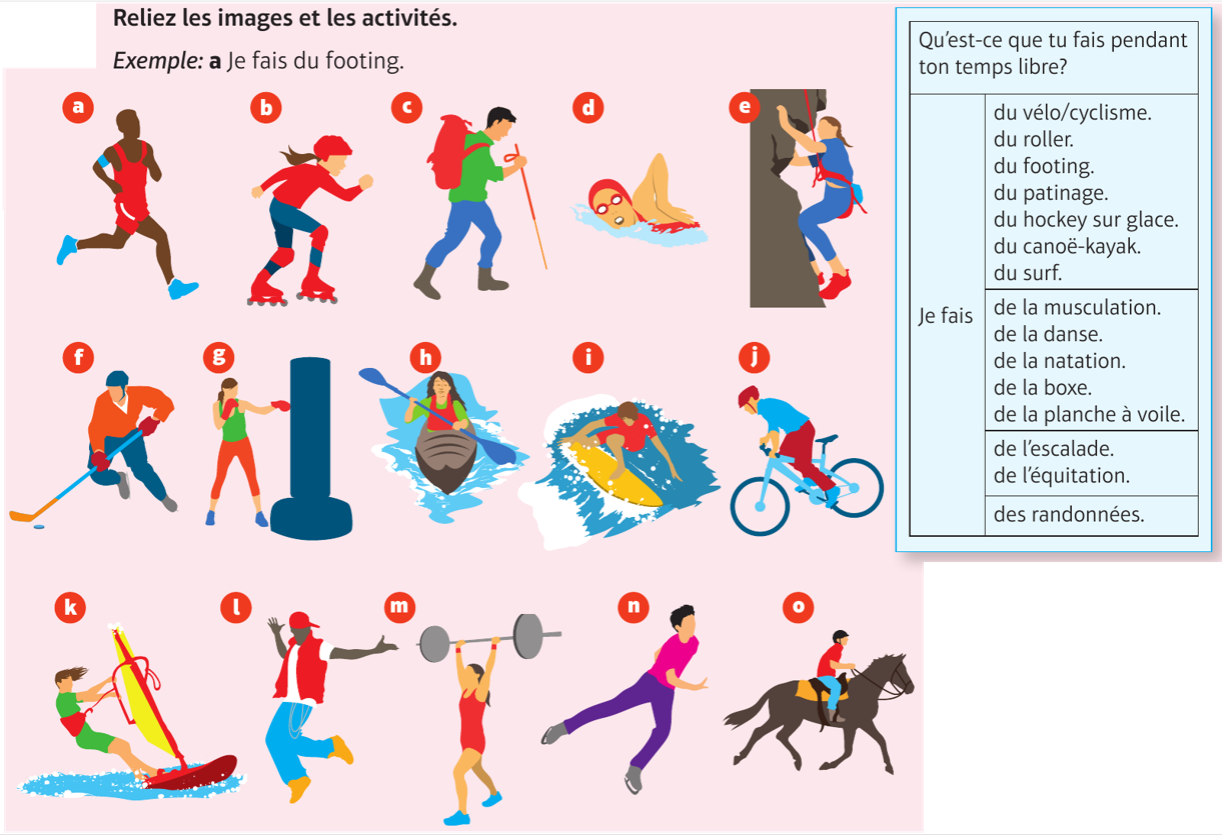 Reliez les images et les activités.
Exemple: a Je fais du footing.
a
b
c
d
e
f
g
h
i
j
k
l
m
n
o
Qu'est-ce que tu fais pendant
ton temps libre?
Je fais
du vélo/cyclisme.
du roller.
du footing.
du patinage.
du hockey sur glace.
du canoë-kayak.
du surf.
de la musculation.
de la danse.
de la natation.
de la boxe.
de la planche à voile.
de l'escalade.
de l'équitation.
des randonnées.